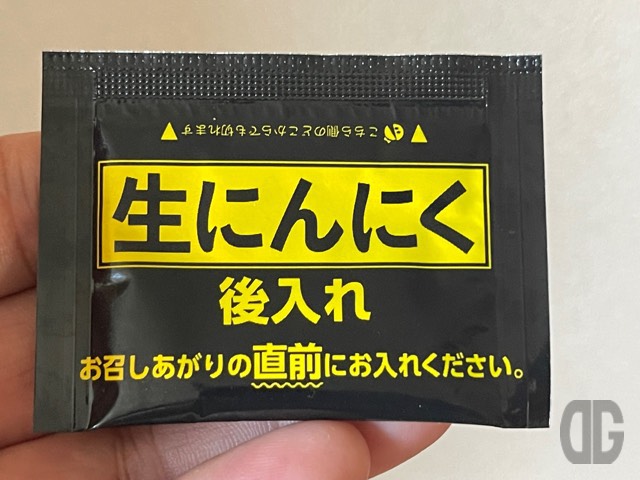 こちら側のどこからでも切れます
生にんにく
後入れ
お召しあがりの直前にお入れください。
DG